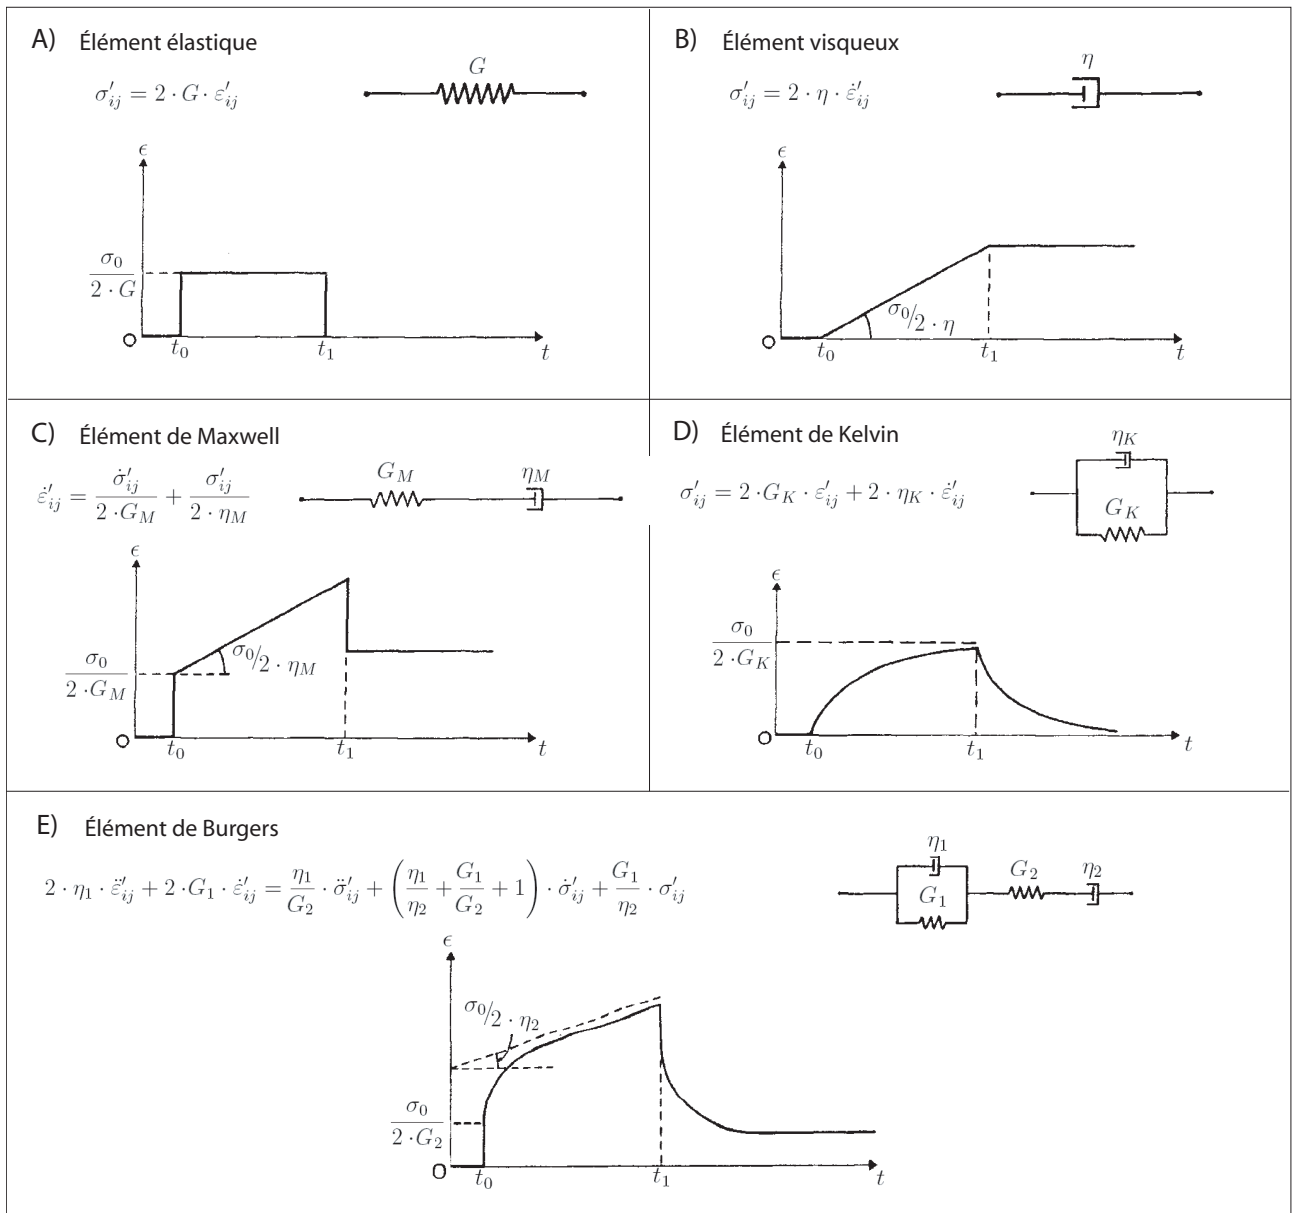 A) Élément élastique
σ′ij = 2 · G · ε′ij
G
ϵ
σ0
2 · G
O
t0
t1
t
B) Élément visqueux
σ′ij = 2 · η · ε̇′ij
η
ϵ
σ0/2 · η
O
t0
t1
t
C) Élément de Maxwell
ε̇′ij = σ̇′ij / 2 · GM + σ′ij / 2 · ηM
GM
ηM
ϵ
σ0
2 · GM
σ0/2 · ηM
O
t0
t1
t
D) Élément de Kelvin
σ′ij = 2 · GK · ε′ij + 2 · ηK · ε̇′ij
ηK
GK
ϵ
σ0
2 · GK
O
t0
t1
t
E) Élément de Burgers
2 · η1 · ε̈′ij + 2 · G1 · ε̇′ij = η1/G2 · σ̈′ij + (η1/η2 + G1/G2 + 1) · σ̇′ij + G1/η2 · σ′ij
η1
G1
G2
η2
ϵ
σ0/2 · η2
σ0
2 · G2
O
t0
t1
t